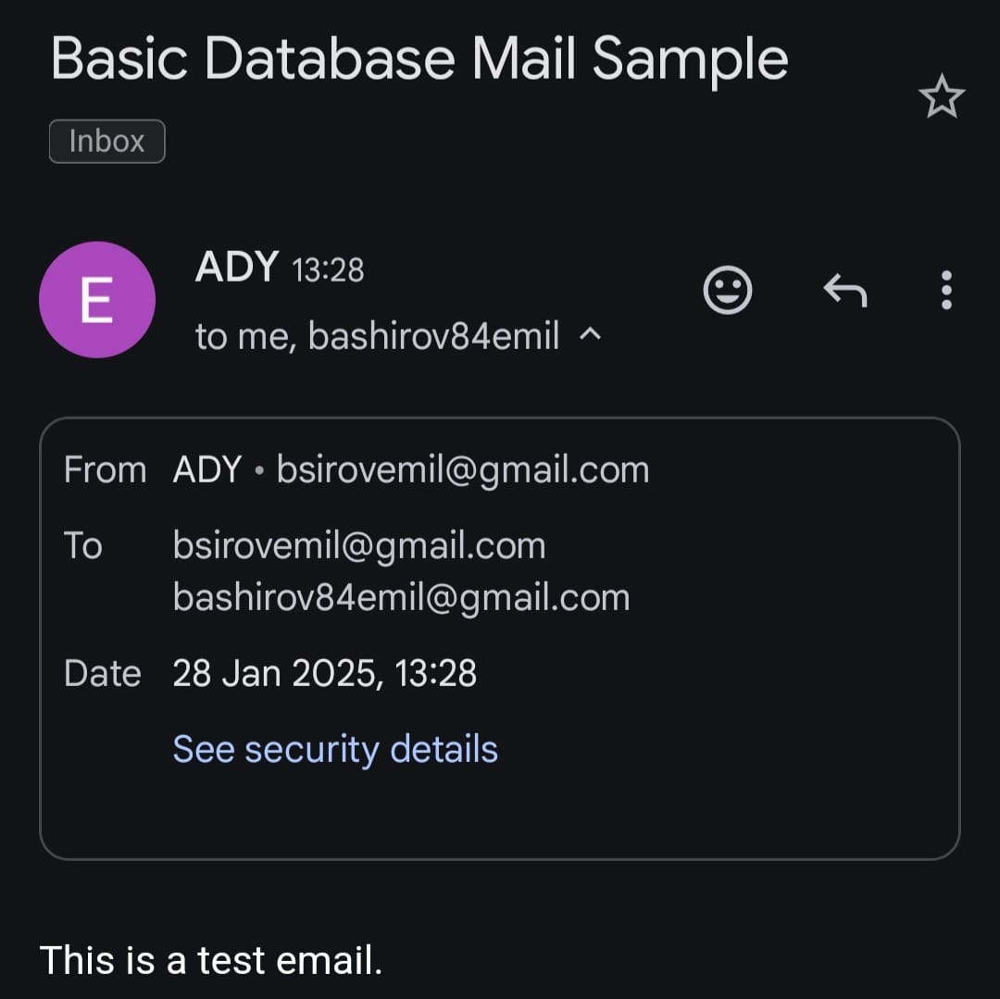 Basic Database Mail Sample
Inbox
E
ADY 13:28
to me, bashirov84emil
From ADY • bsirovemil@gmail.com
To bsirovemil@gmail.com
bashirov84emil@gmail.com
Date 28 Jan 2025, 13:28
See security details
This is a test email.